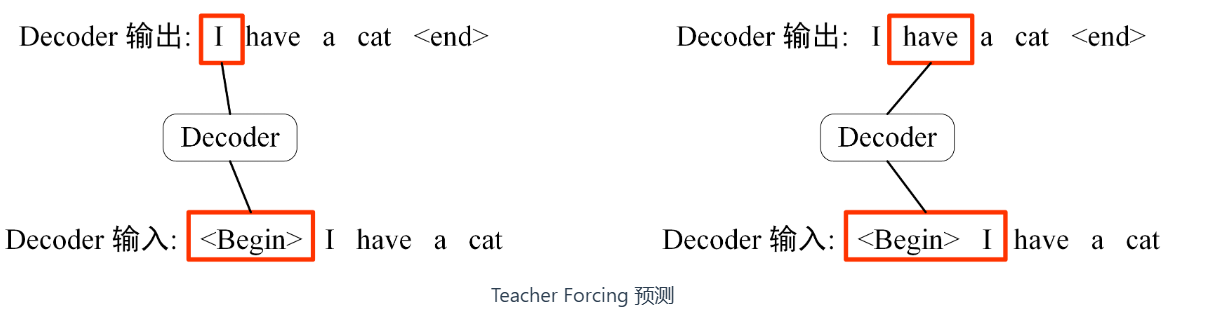 Decoder 输出: I have a cat <end>
Decoder
Decoder 输入: <Begin> I have a cat
Decoder 输出: I have a cat <end>
Decoder
Decoder 输入: <Begin> I have a cat
Teacher Forcing 预测